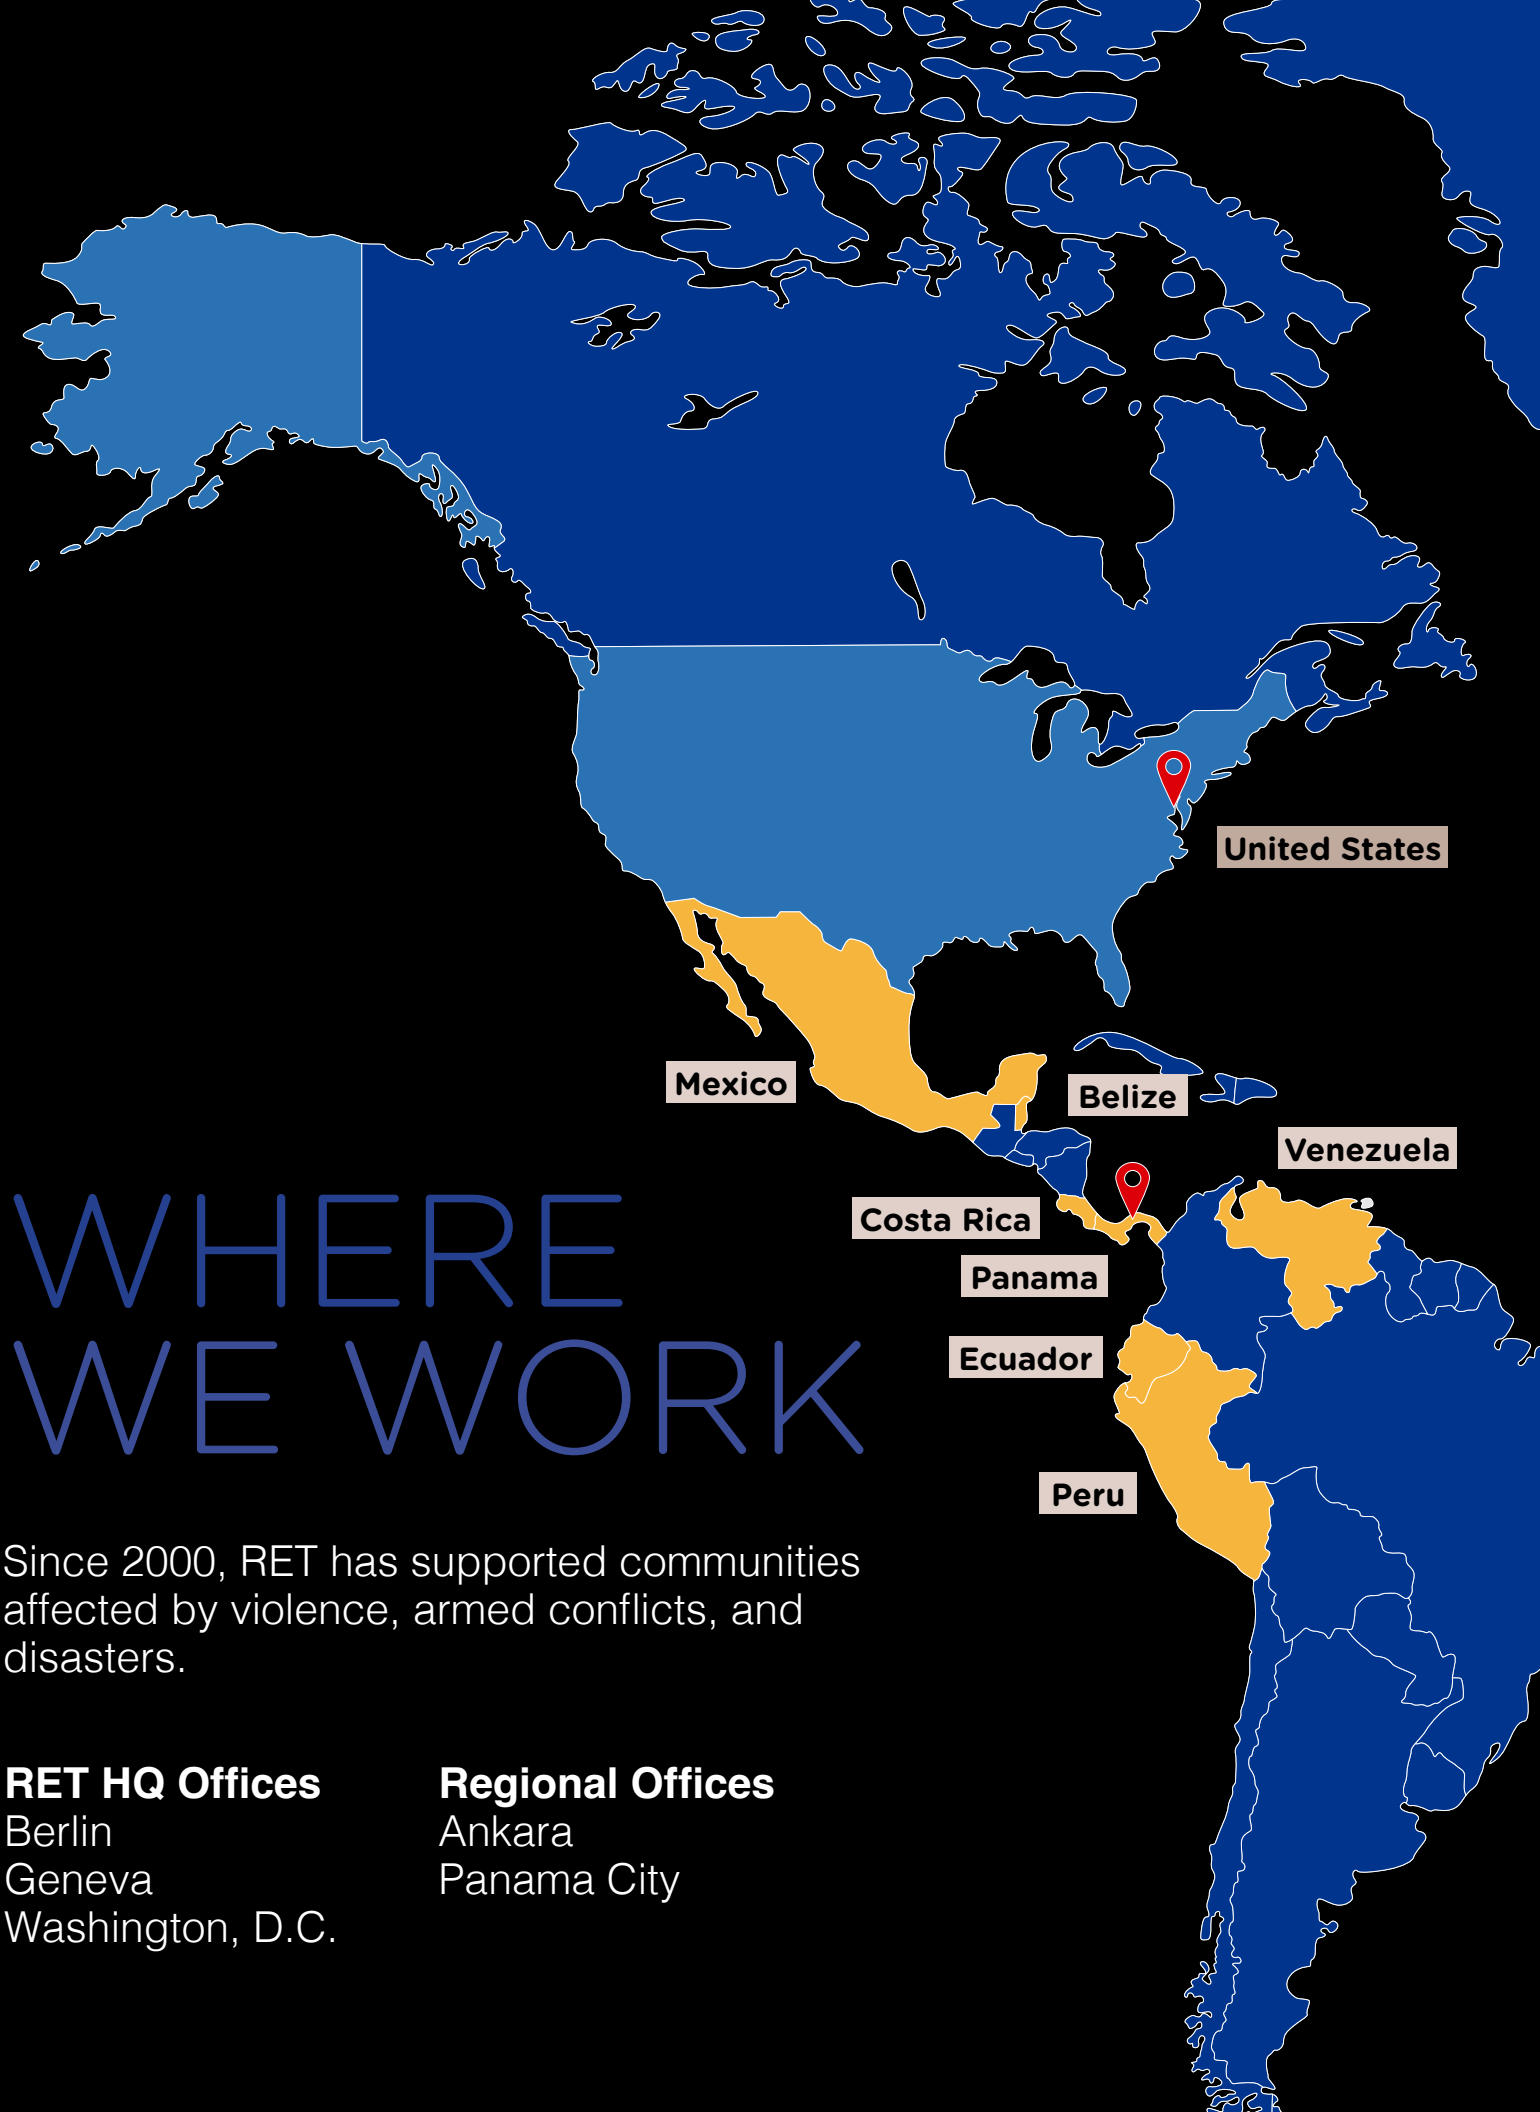 United States
Mexico
Belize
Venezuela
Costa Rica
Panama
Ecuador
Peru
WHERE
WE WORK
Since 2000, RET has supported communities
affected by violence, armed conflicts, and
disasters.
RET HQ Offices
Berlin
Geneva
Washington, D.C.
Regional Offices
Ankara
Panama City